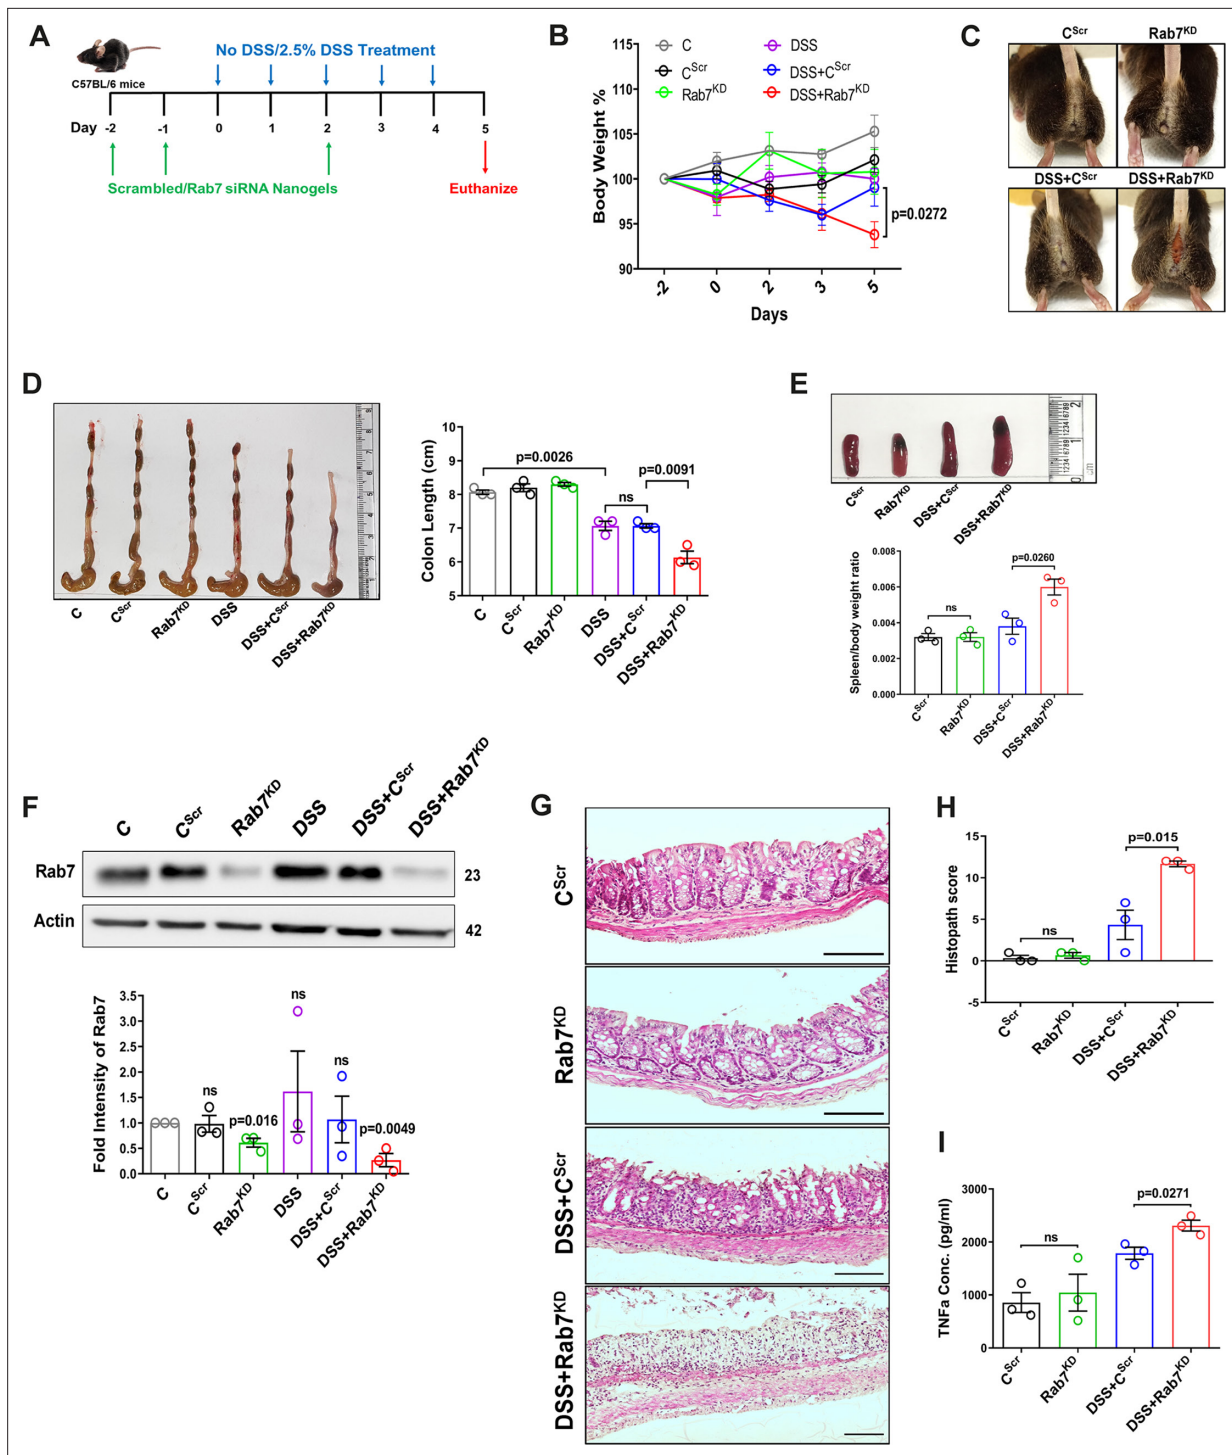 A
No DSS/2.5% DSS Treatment
C57BL/6 mice
Day -2 -1 0 1 2 3 4 5
Scrambled/Rab7 siRNA Nanogels
Euthanize
B
C
C^Scr
Rab7^KD
DSS
DSS+C^Scr
DSS+Rab7^KD
Body Weight %
115
110
105
100
95
90
p=0.0272
-2 0 2 3 5
Days
C
C^Scr Rab7^KD
DSS+C^Scr DSS+Rab7^KD
D
C C^Scr Rab7^KD DSS DSS+C^Scr DSS+Rab7^KD
Colon Length (cm)
10
9
8
7
6
5
p=0.0026
p=0.0091
ns
C C^Scr Rab7^KD DSS DSS+C^Scr DSS+Rab7^KD
E
C^Scr Rab7^KD DSS+C^Scr DSS+Rab7^KD
Spleen/body weight ratio
0.008
0.006
0.004
0.002
0.000
ns
p=0.0260
C^Scr Rab7^KD DSS+C^Scr DSS+Rab7^KD
F
C C^Scr Rab7^KD DSS DSS+C^Scr DSS+Rab7^KD
Rab7 23
Actin 42
Fold Intensity of Rab7
3.5
3.0
2.5
2.0
1.5
1.0
0.5
0.0
ns
p=0.016
ns
ns
p=0.0049
C C^Scr Rab7^KD DSS DSS+C^Scr DSS+Rab7^KD
G
C^Scr
Rab7^KD
DSS+C^Scr
DSS+Rab7^KD
H
Histopath score
15
10
5
0
-5
ns
p=0.015
C^Scr Rab7^KD DSS+C^Scr DSS+Rab7^KD
I
TNFa Conc. (pg/ml)
3000
2000
1000
0
ns
p=0.0271
C^Scr Rab7^KD DSS+C^Scr DSS+Rab7^KD